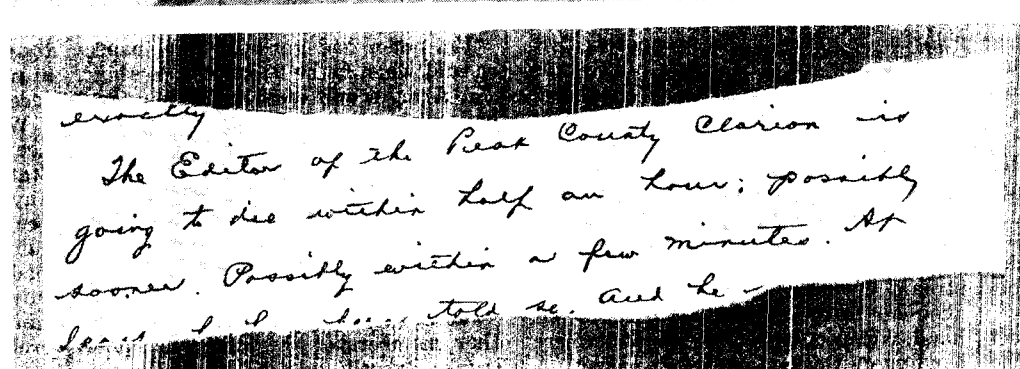 exactly
The Editor of the Peak County Clarion is
going to die within half an hour; possibly
sooner. Possibly within a few minutes. At
told so. And he